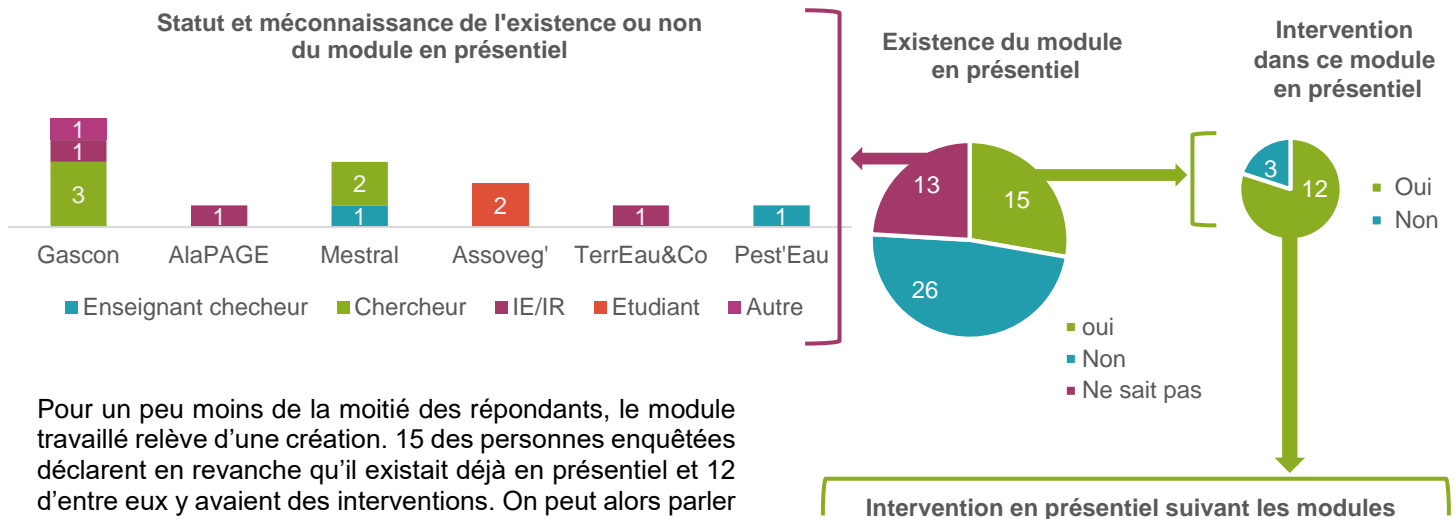 Statut et méconnaissance de l'existence ou non
du module en présentiel
1
1
3
1
2
1
2
1
1
Gascon AlaPAGE Mestral Assoveg' TerrEau&Co Pest'Eau
Enseignant checheur Chercheur IE/IR Etudiant Autre
Existence du module
en présentiel
13
15
26
oui
Non
Ne sait pas
Intervention
dans ce module
en présentiel
3
12
Oui
Non
Pour un peu moins de la moitié des répondants, le module
travaillé relève d’une création. 15 des personnes enquêtées
déclarent en revanche qu’il existait déjà en présentiel et 12
d’entre eux y avaient des interventions. On peut alors parler
Intervention en présentiel suivant les modules